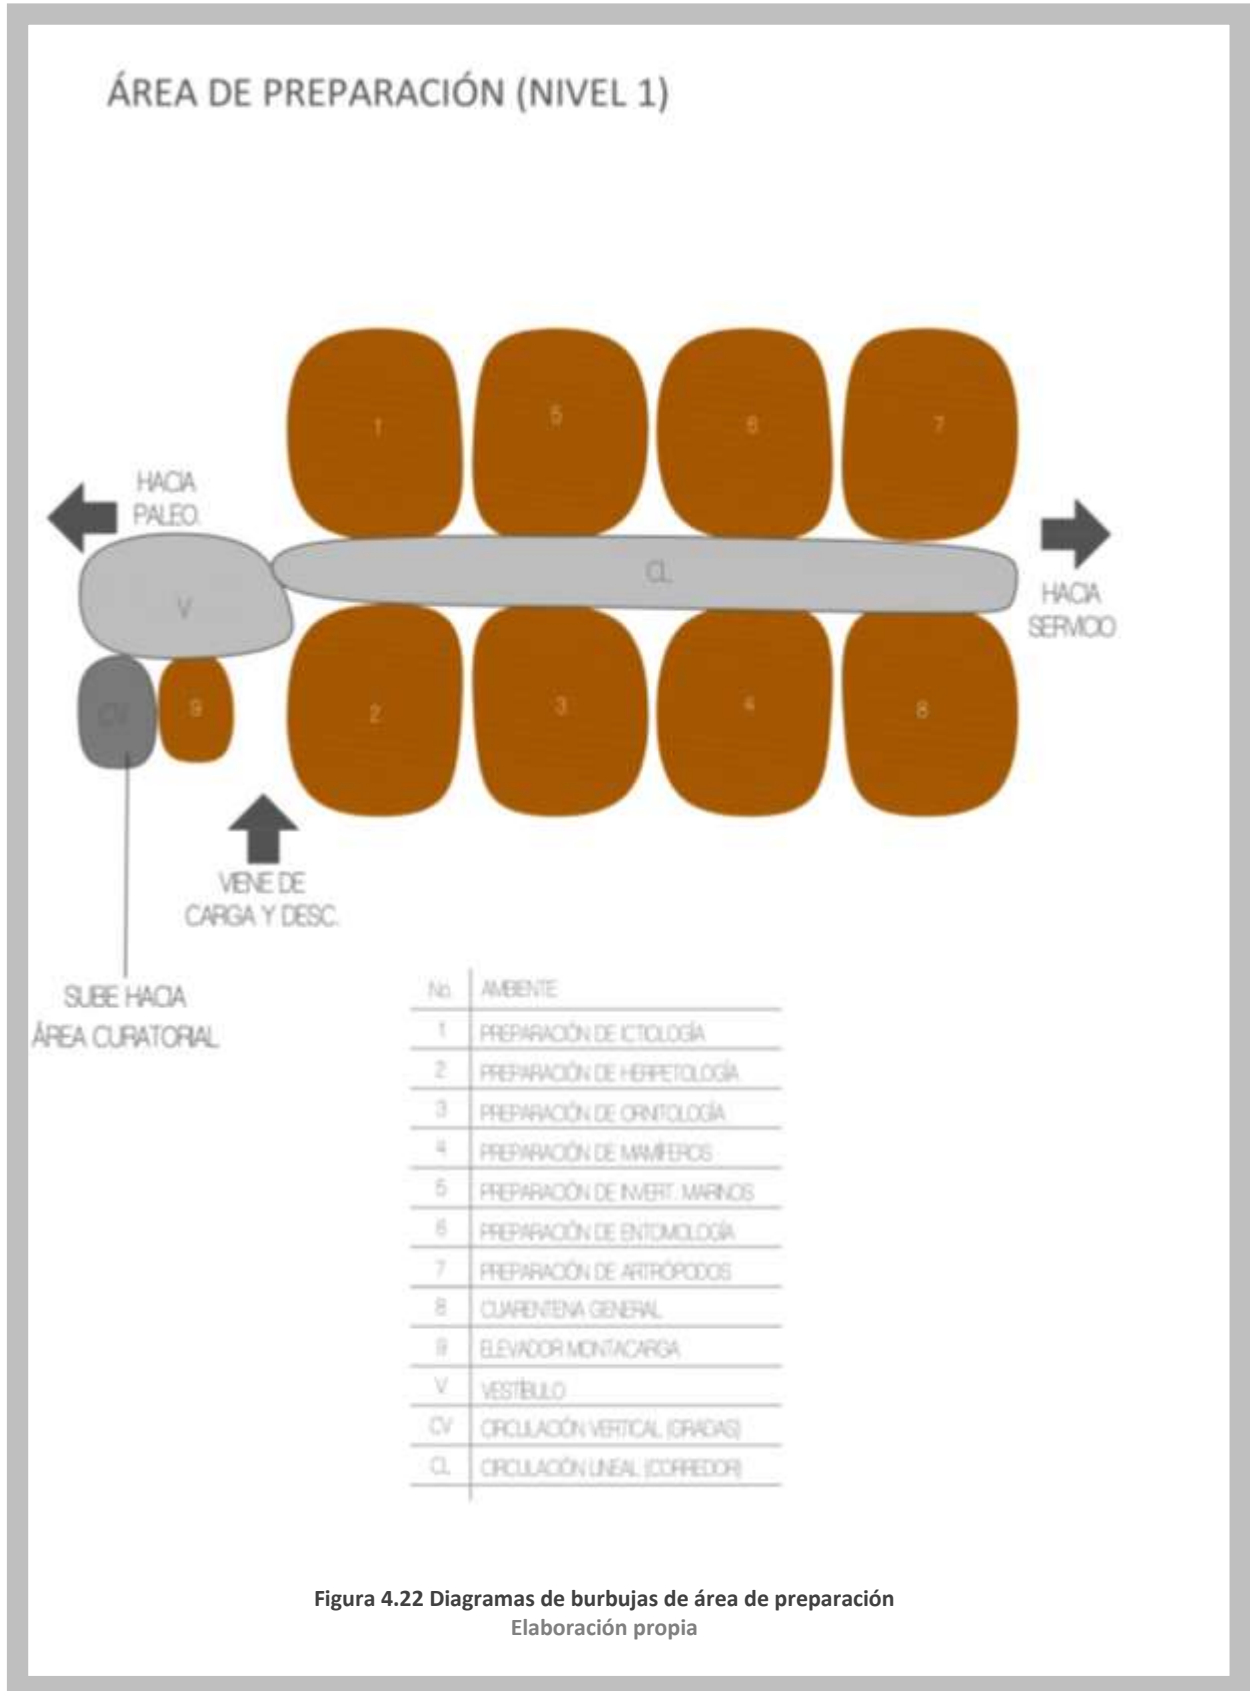 ÁREA DE PREPARACIÓN (NIVEL 1)
1
5
6
7
HACIA
PALEO.
CL
V
HACIA
SERVICIO
CV
9
2
3
4
8
VIENE DE
CARGA Y DESC.
SUBE HACIA
ÁREA CURATORIAL
No. AMBIENTE
1 PREPARACIÓN DE ICTIOLOGÍA
2 PREPARACIÓN DE HERPETOLOGÍA
3 PREPARACIÓN DE ORNITOLOGÍA
4 PREPARACIÓN DE MAMÍFEROS
5 PREPARACIÓN DE INVERT. MARINOS
6 PREPARACIÓN DE ENTOMOLOGÍA
7 PREPARACIÓN DE ARTRÓPODOS
8 CUARENTENA GENERAL
9 ELEVADOR MONTACARGA
V VESTÍBULO
CV CIRCULACIÓN VERTICAL (GRADAS)
CL CIRCULACIÓN LINEAL (CORREDOR)
Figura 4.22 Diagramas de burbujas de área de preparación
Elaboración propia